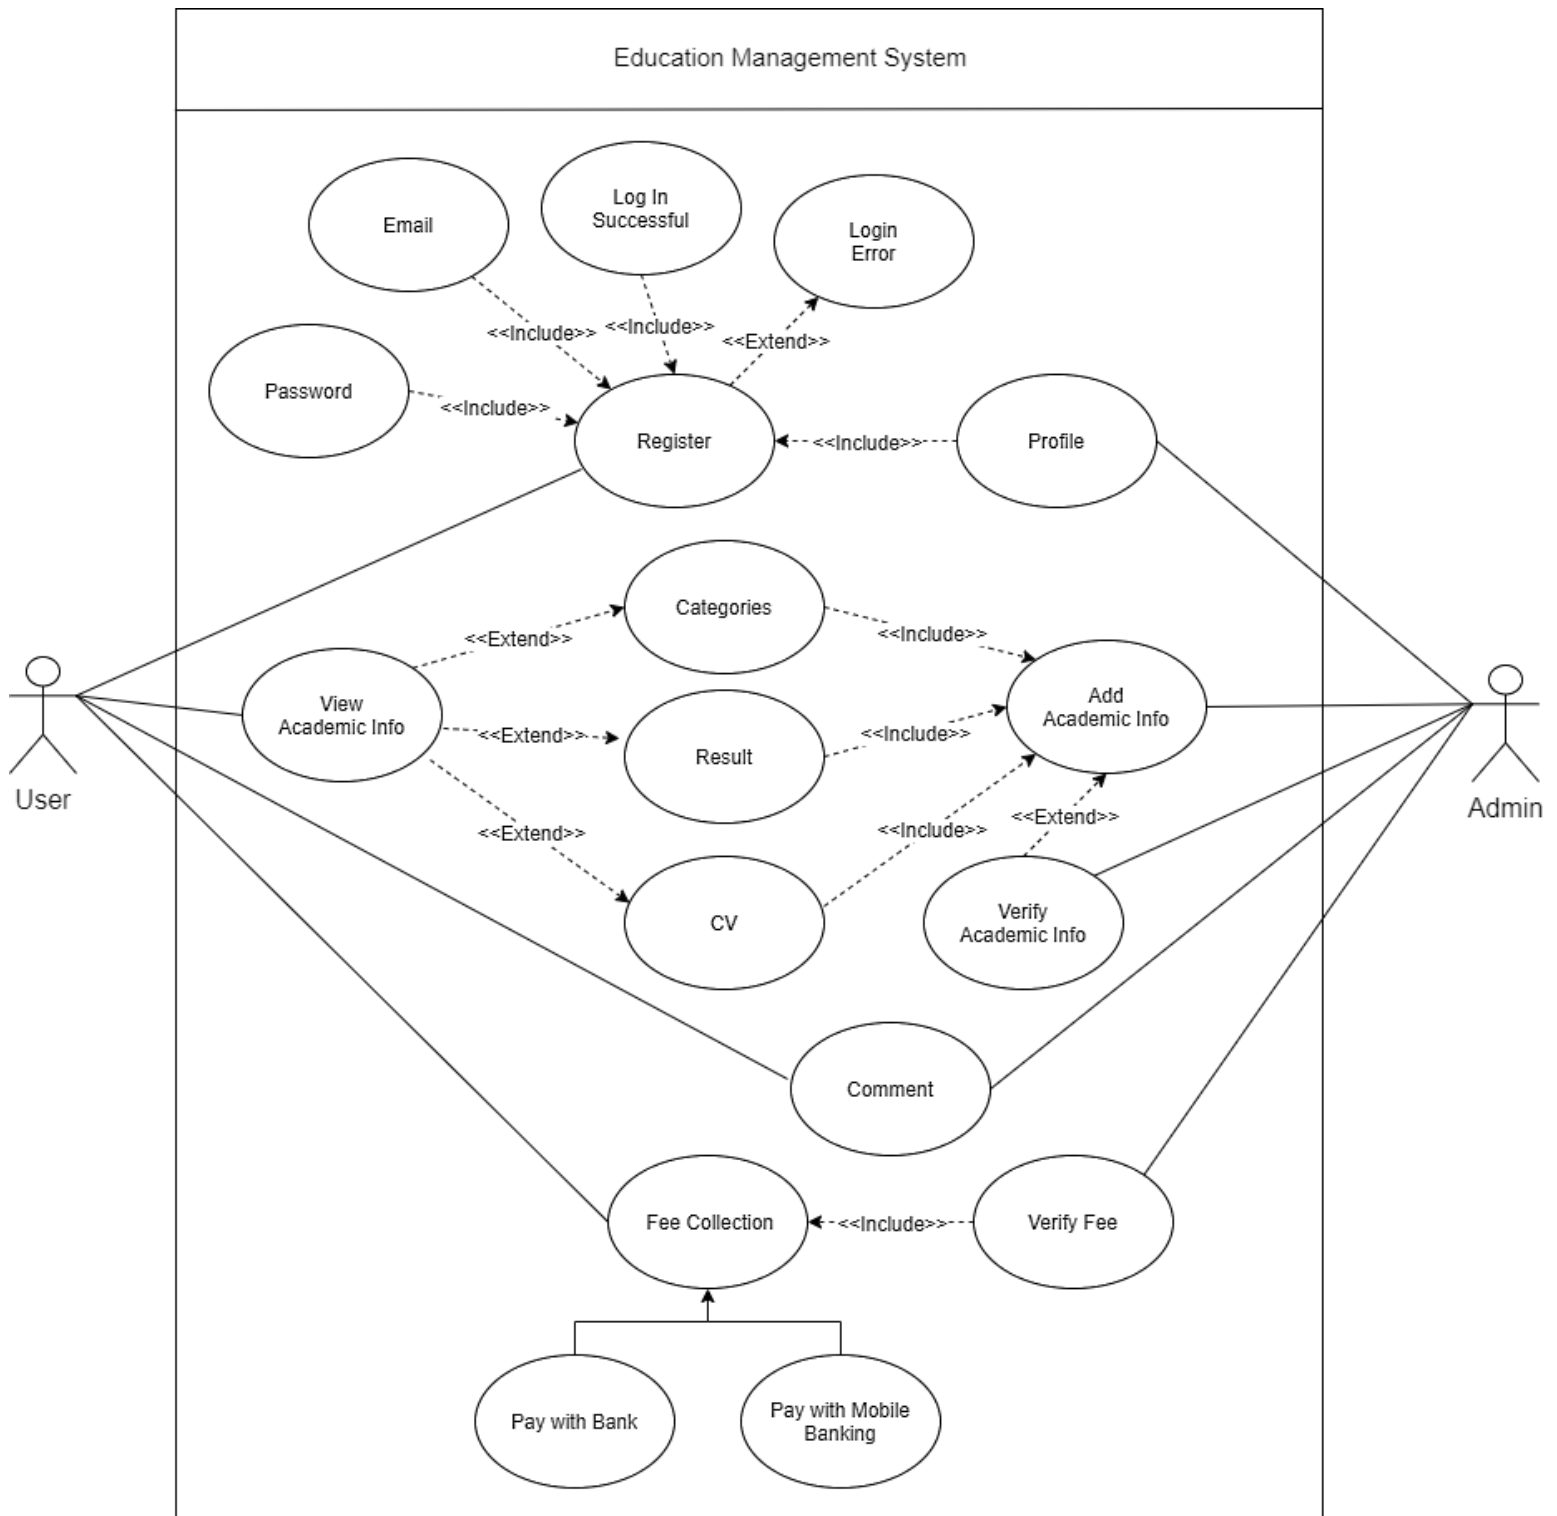 Education Management System
Email
Log In
Successful
Login
Error
<<Include>>
<<Include>>
<<Extend>>
Password
<<Include>>
Register
<<Include>>
Profile
Categories
<<Extend>>
<<Include>>
View
Academic Info
Add
Academic Info
<<Extend>>
Result
<<Include>>
User
Admin
<<Extend>>
<<Include>>
<<Extend>>
CV
Verify
Academic Info
Comment
Fee Collection
<<Include>>
Verify Fee
Pay with Bank
Pay with Mobile
Banking